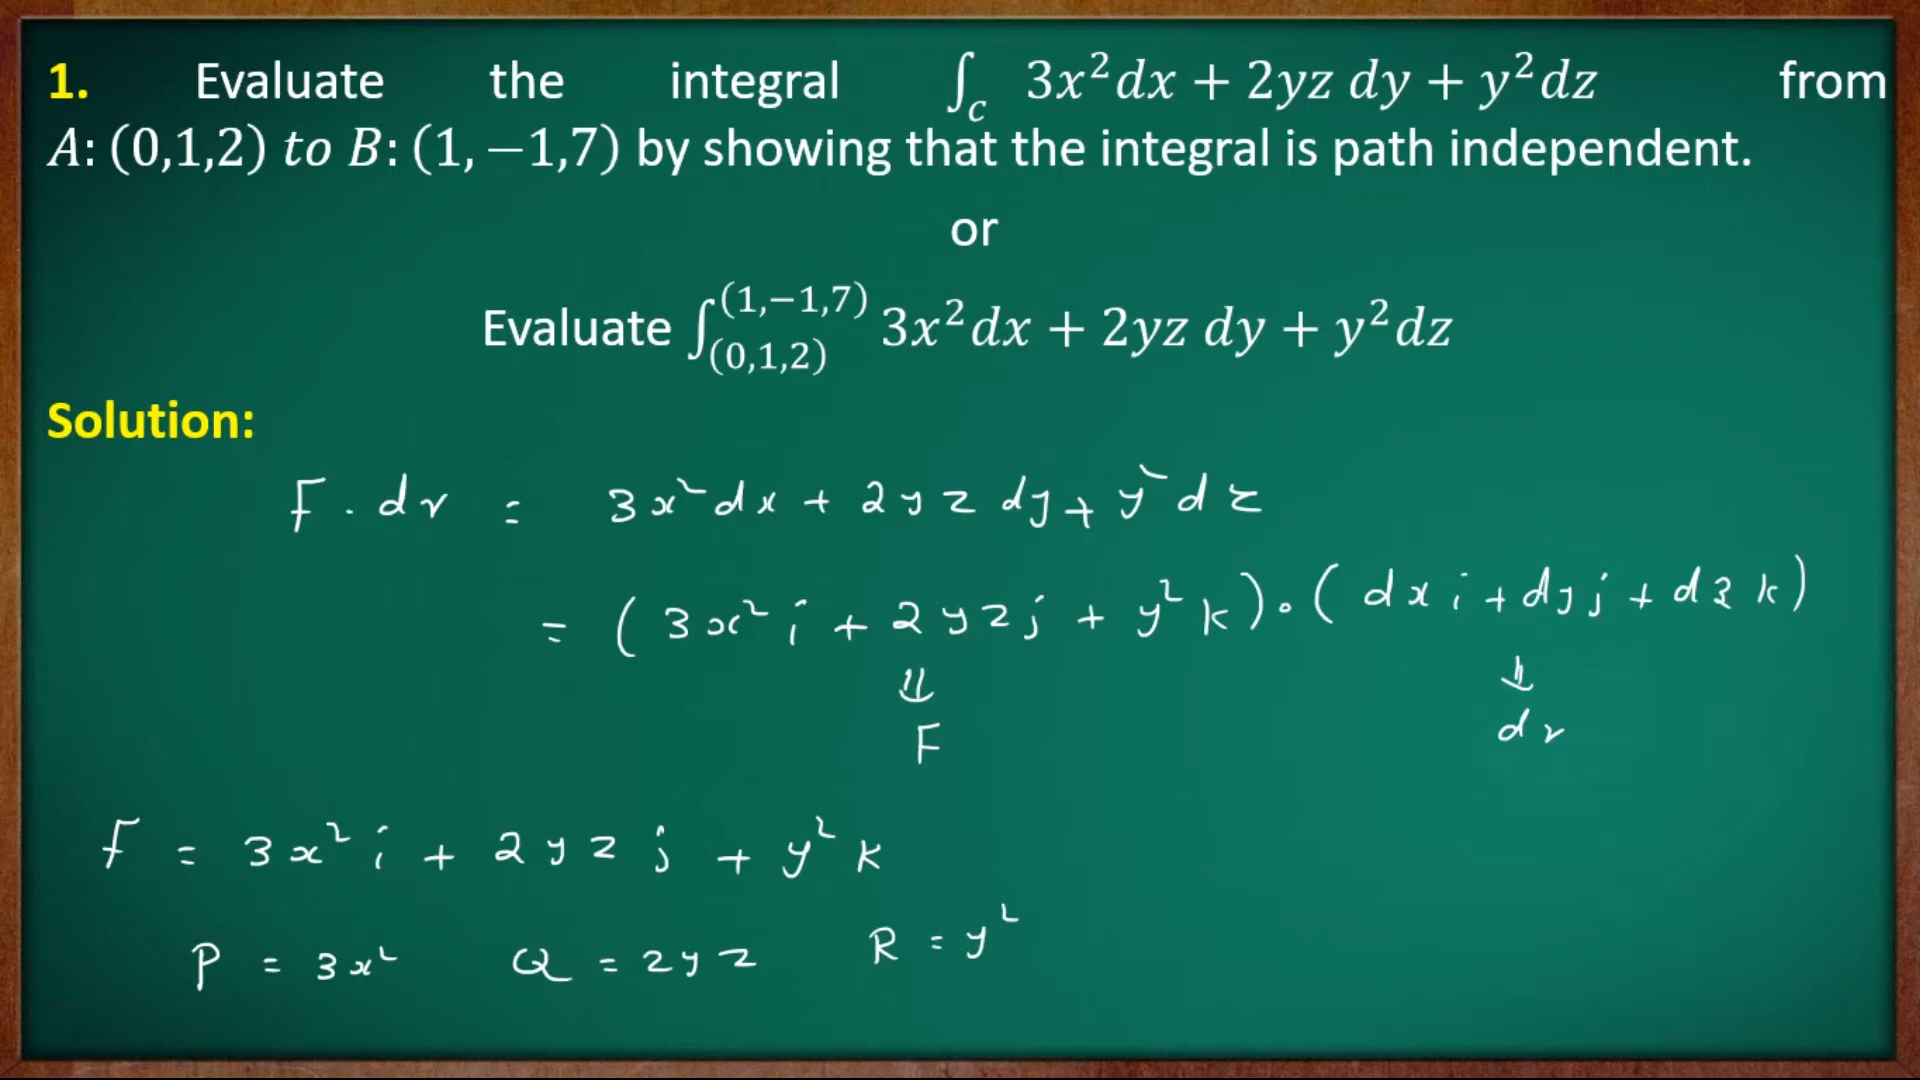 1. Evaluate the integral ∫_c 3x²dx + 2yz dy + y²dz from
A: (0,1,2) to B: (1, −1,7) by showing that the integral is path independent.
or
Evaluate ∫_(0,1,2)^(1,−1,7) 3x²dx + 2yz dy + y²dz
Solution:
F . dr = 3x²dx + 2yz dy + y²dz
= (3x² i + 2yz j + y² k) . (dx i + dy j + dz k)
⇓ ⇓
F dr
F = 3x² i + 2yz j + y² k
P = 3x² Q = 2yz R = y²